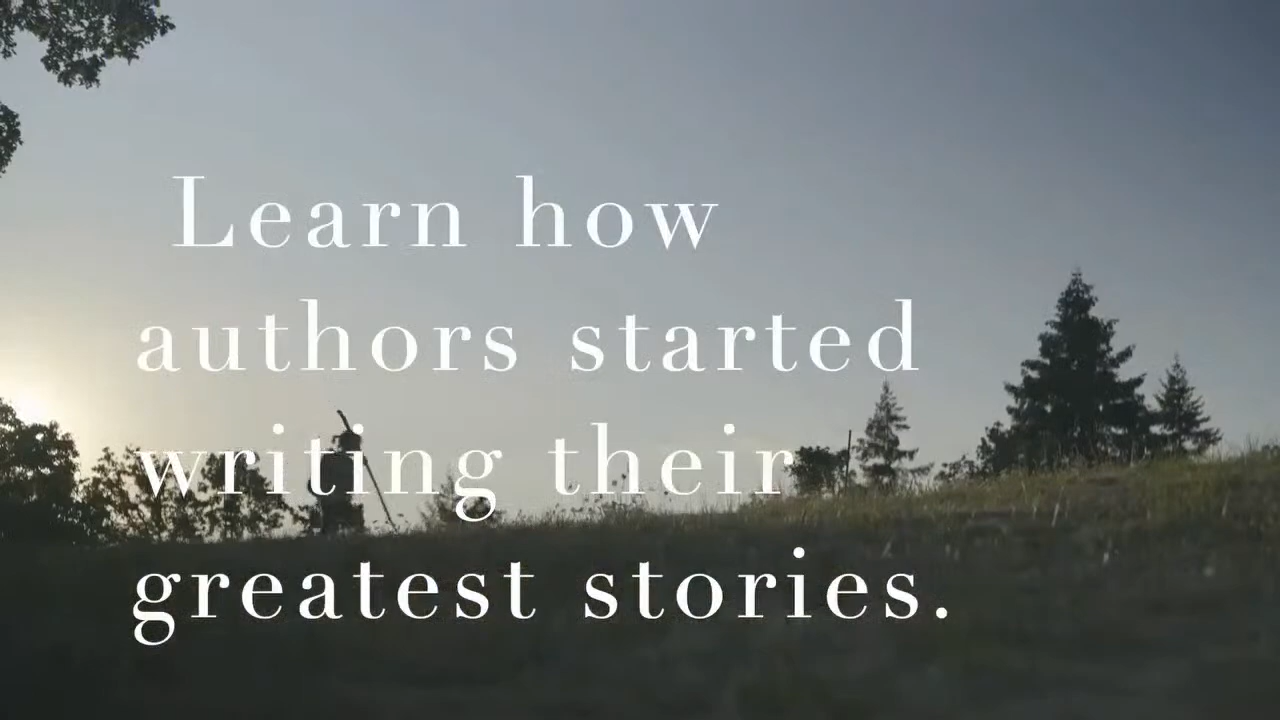 Learn how
authors started
writing their
greatest stories.